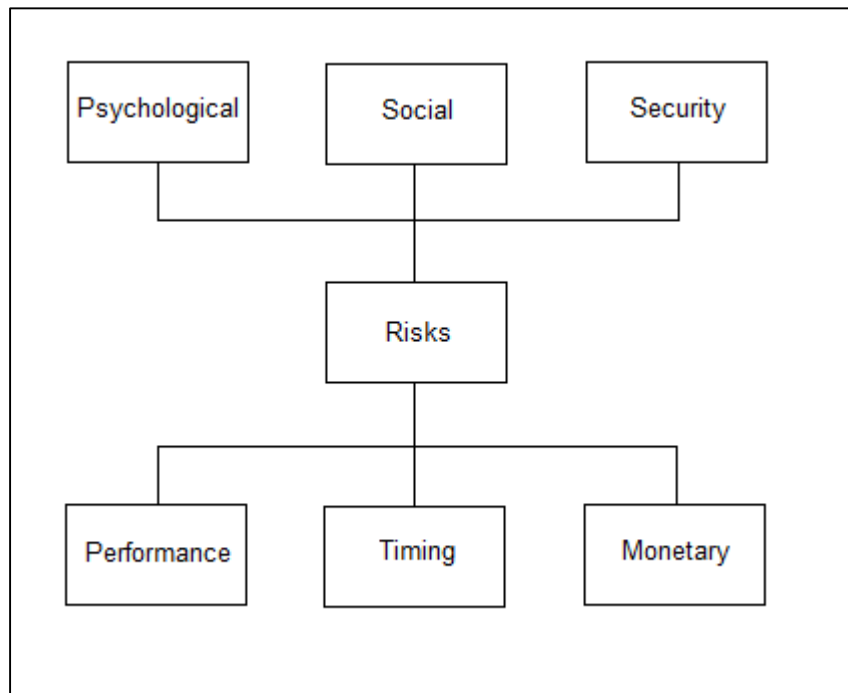 Psychological
Social
Security
Risks
Performance
Timing
Monetary